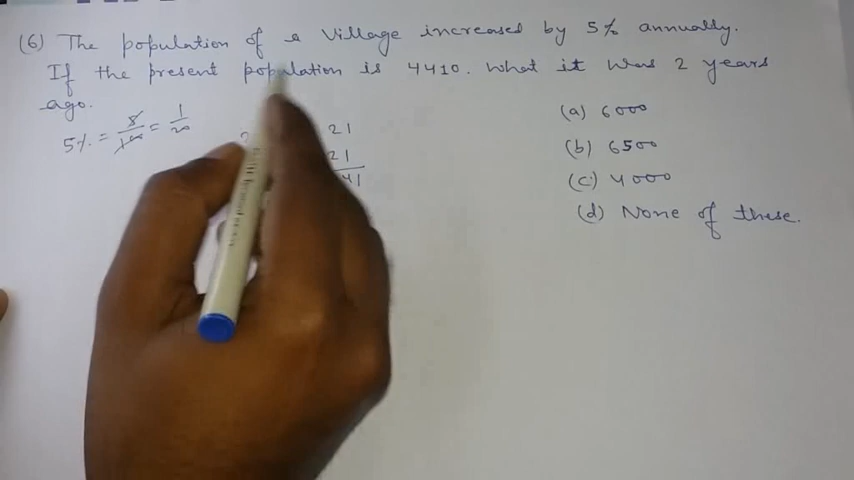 (6) The population of a village increased by 5% annually.
If the present population is 4410. What it was 2 years
ago.
5% = 5/100 = 1/20
21
21
41
(a) 6000
(b) 6500
(c) 4000
(d) None of these.